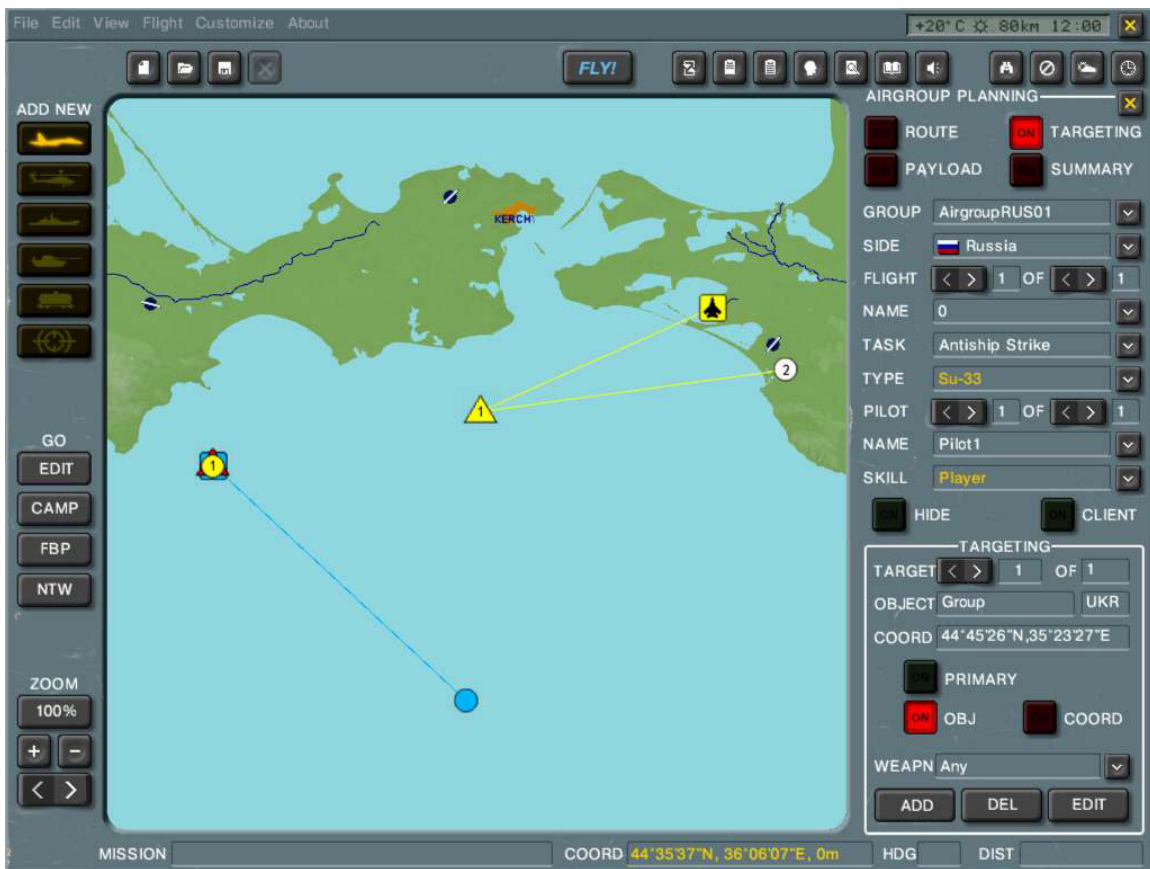 File Edit View Flight Customize About
+20°C ☼ 80km 12:00
FLY!
ADD NEW
GO
EDIT
CAMP
FBP
NTW
ZOOM
100%
+ −
< >
KERCH
1
2
1
AIRGROUP PLANNING
ON ROUTE ON TARGETING
ON PAYLOAD ON SUMMARY
GROUP AirgroupRUS01
SIDE Russia
FLIGHT < > 1 OF < > 1
NAME 0
TASK Antiship Strike
TYPE Su-33
PILOT < > 1 OF < > 1
NAME Pilot1
SKILL Player
ON HIDE ON CLIENT
TARGETING
TARGET < > 1 OF 1
OBJECT Group UKR
COORD 44°45'26"N,35°23'27"E
ON PRIMARY
ON OBJ ON COORD
WEAPN Any
ADD DEL EDIT
MISSION COORD 44°35'37"N, 36°06'07"E, 0m HDG DIST